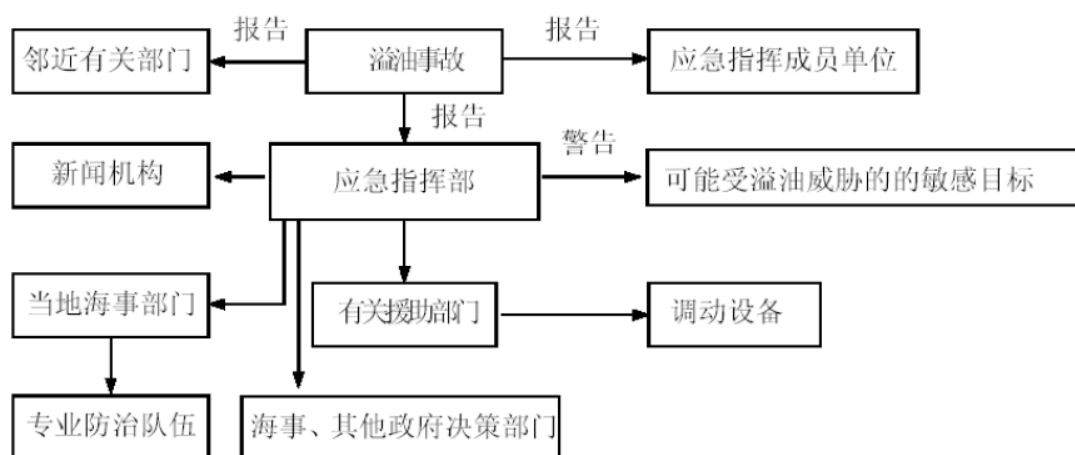 报告
报告
邻近有关部门
溢油事故
应急指挥成员单位
报告
警告
新闻机构
应急指挥部
可能受溢油威胁的的敏感目标
当地海事部门
有关援助部门
调动设备
专业防治队伍
海事、其他政府决策部门